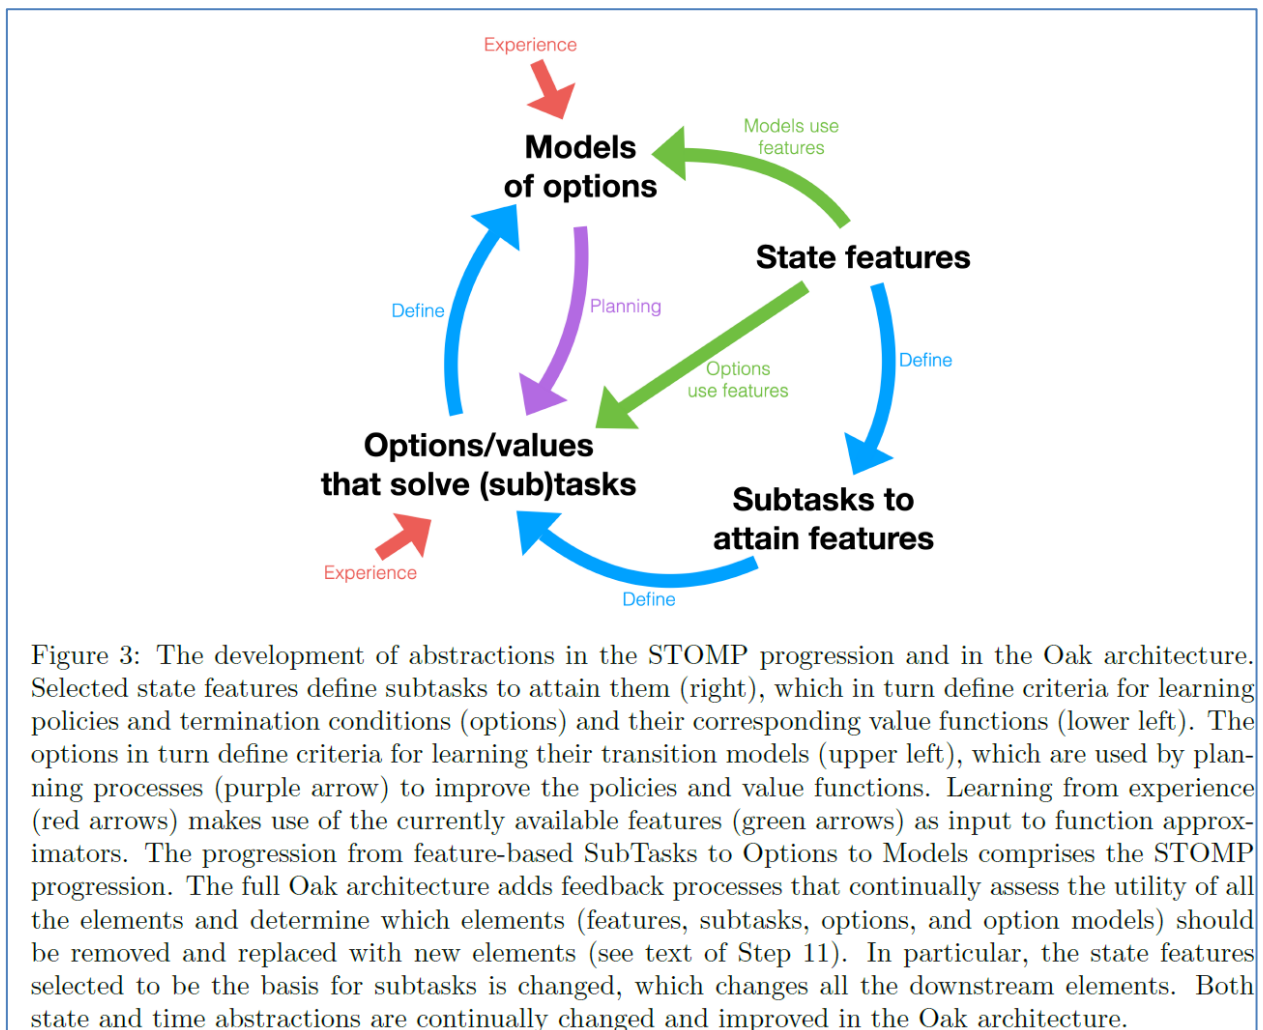 Experience
Models
of options
Models use
features
State features
Define
Planning
Options
use features
Define
Options/values
that solve (sub)tasks
Subtasks to
attain features
Experience
Define
Figure 3: The development of abstractions in the STOMP progression and in the Oak architecture.
Selected state features define subtasks to attain them (right), which in turn define criteria for learning
policies and termination conditions (options) and their corresponding value functions (lower left). The
options in turn define criteria for learning their transition models (upper left), which are used by plan-
ning processes (purple arrow) to improve the policies and value functions. Learning from experience
(red arrows) makes use of the currently available features (green arrows) as input to function approx-
imators. The progression from feature-based SubTasks to Options to Models comprises the STOMP
progression. The full Oak architecture adds feedback processes that continually assess the utility of all
the elements and determine which elements (features, subtasks, options, and option models) should
be removed and replaced with new elements (see text of Step 11). In particular, the state features
selected to be the basis for subtasks is changed, which changes all the downstream elements. Both
state and time abstractions are continually changed and improved in the Oak architecture.